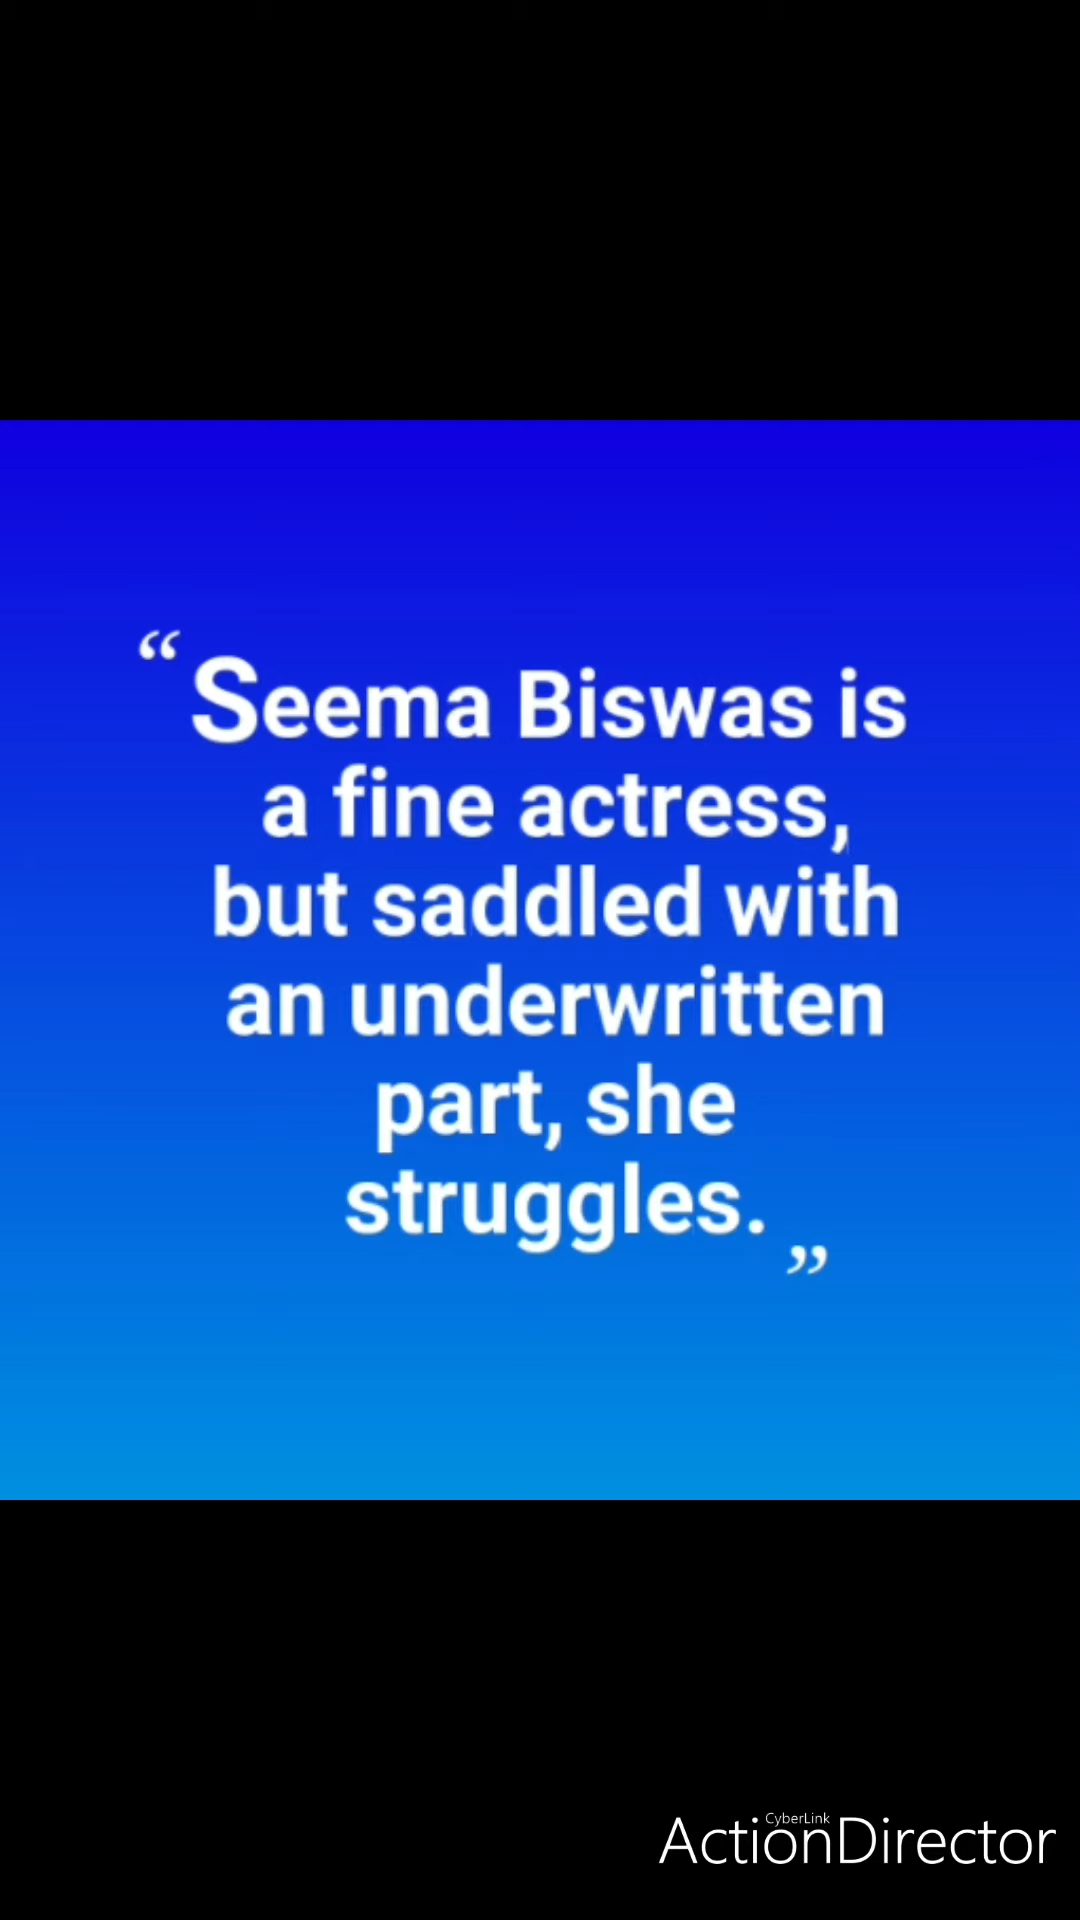 “Seema Biswas is
a fine actress,
but saddled with
an underwritten
part, she
struggles.”
CyberLink
ActionDirector